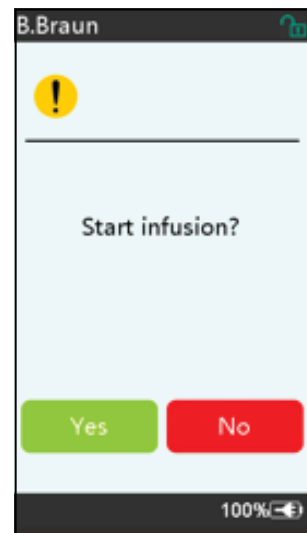 B.Braun
!
Start infusion?
Yes No
100%